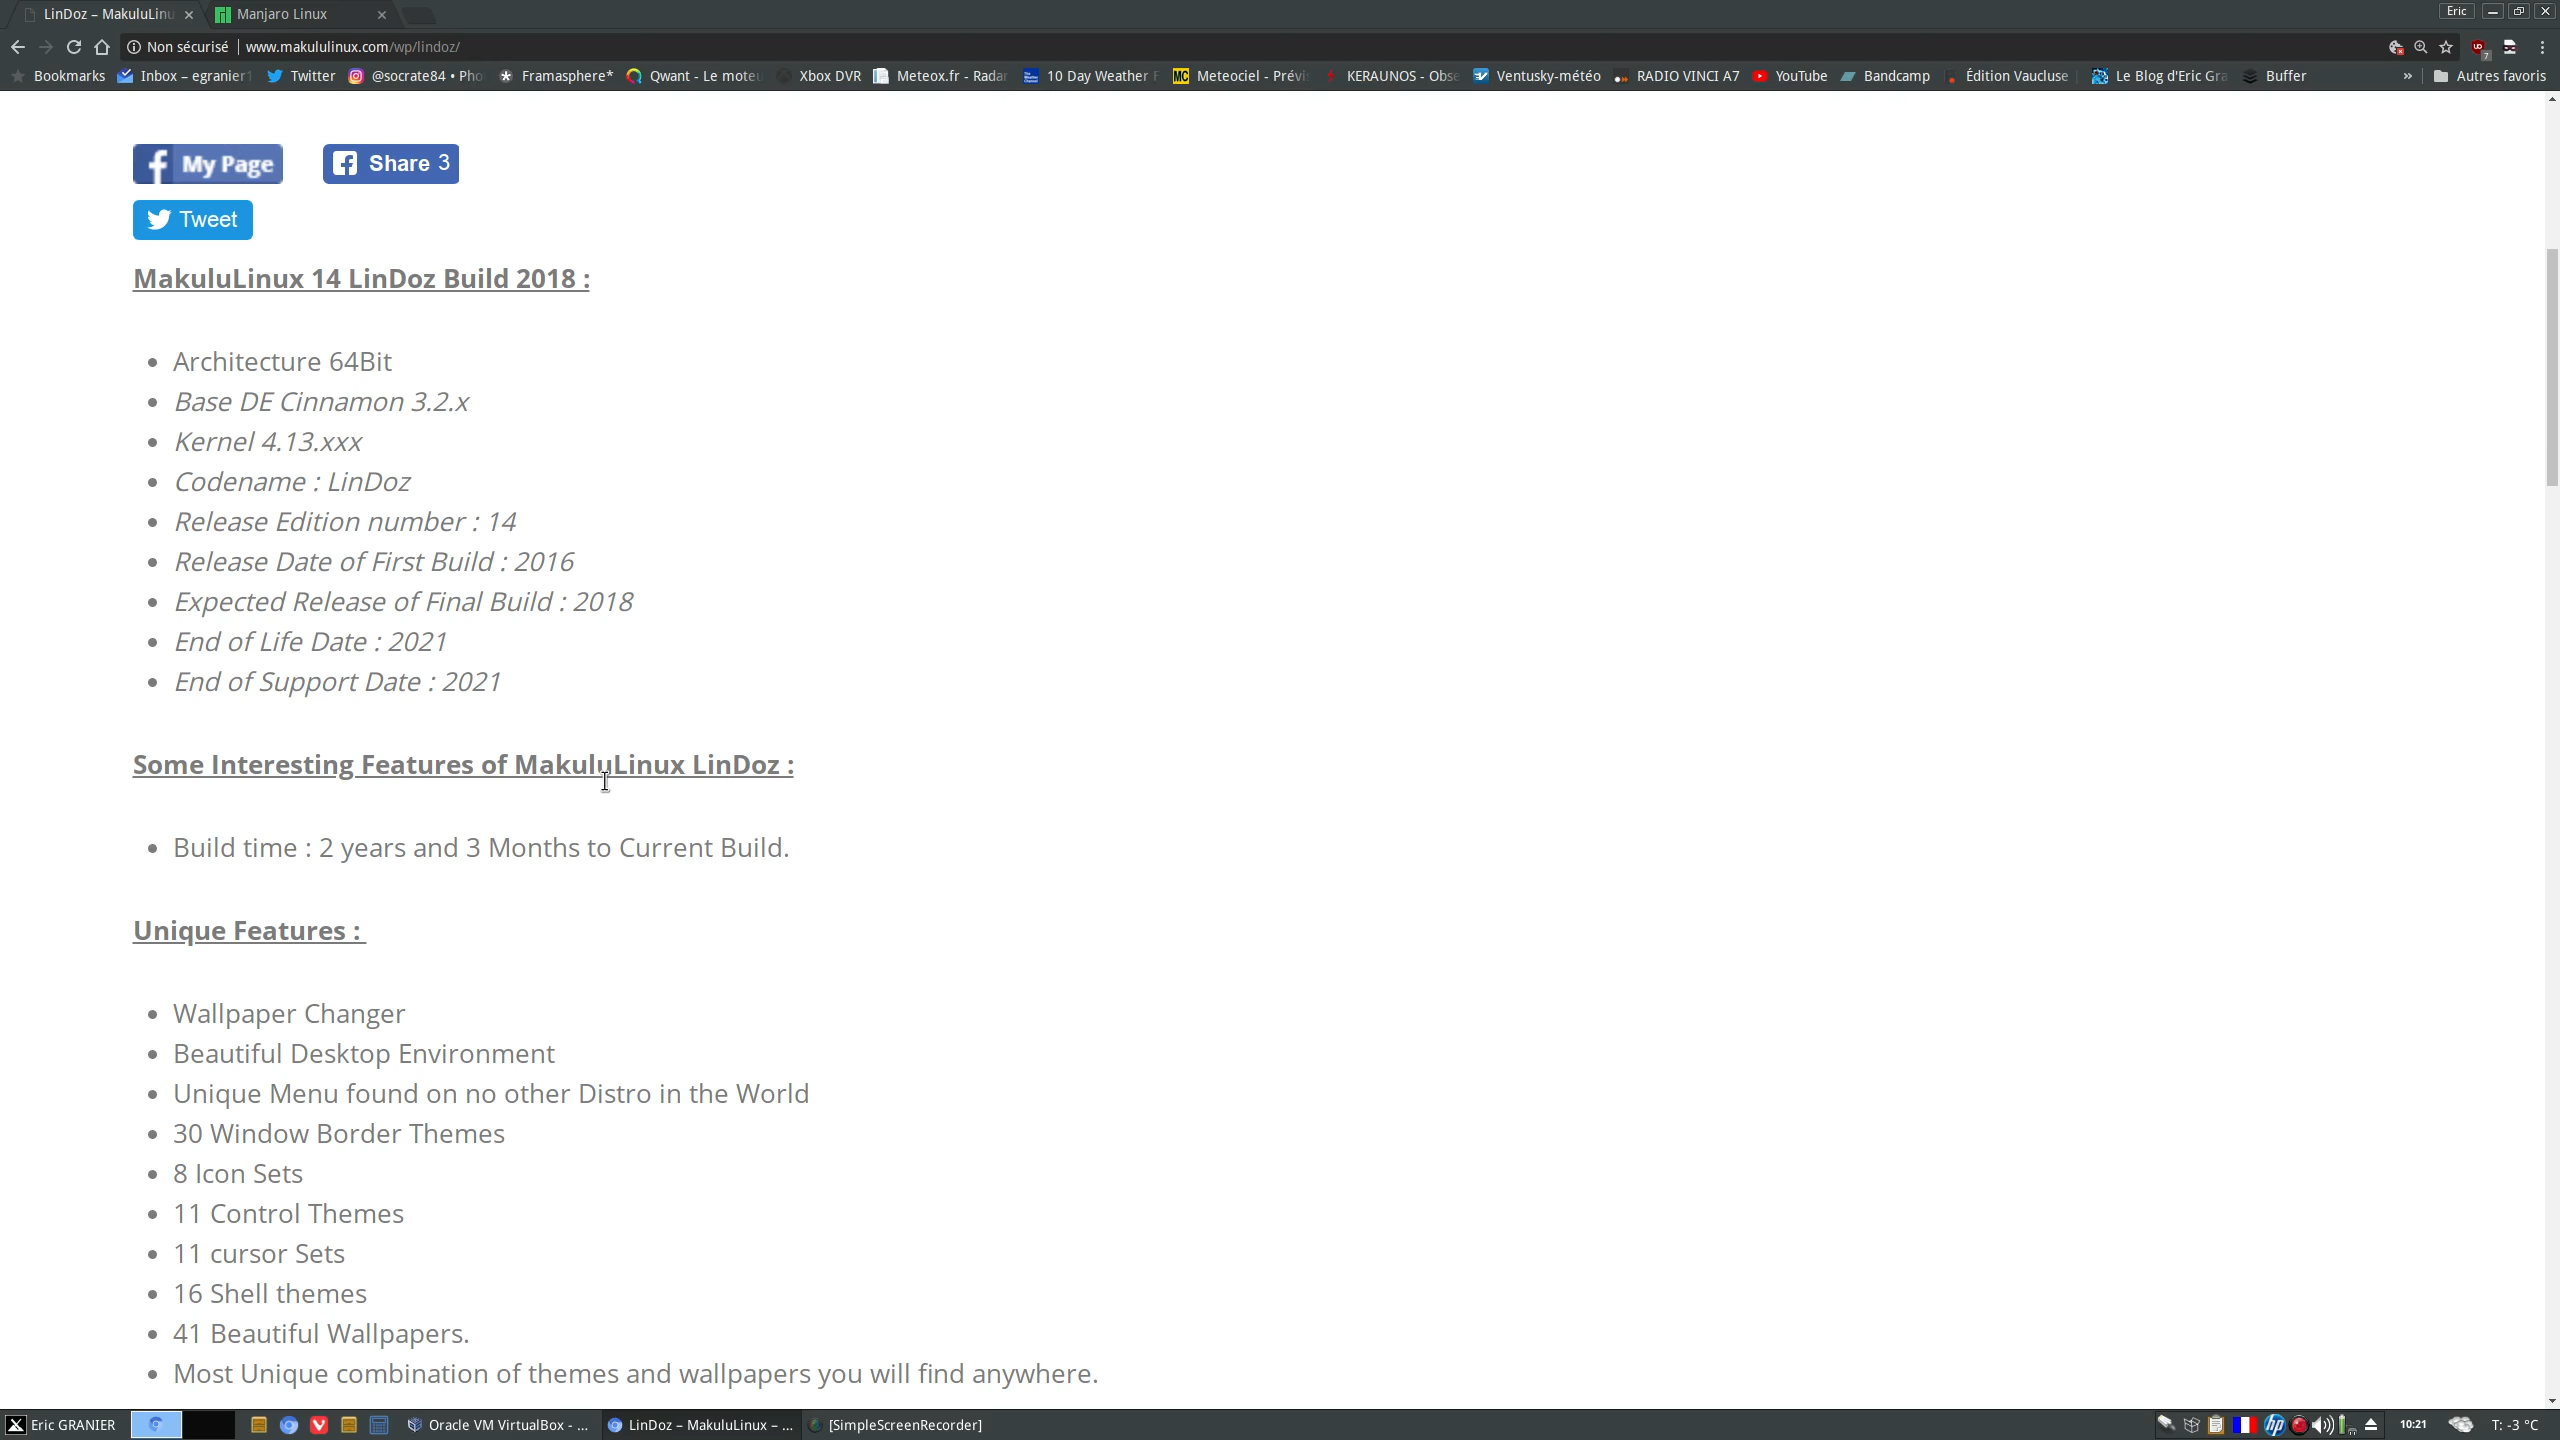 LinDoz – MakuluLinu
Manjaro Linux
Eric
Non sécurisé
www.makululinux.com/wp/lindoz/
Bookmarks
Inbox – egranier
Twitter
@socrate84 • Pho
Framasphere*
Qwant - Le moteu
Xbox DVR
Meteox.fr - Radar
10 Day Weather F
MC Meteociel - Prévi
KERAUNOS - Obse
Ventusky-météo
RADIO VINCI A7
YouTube
Bandcamp
Édition Vaucluse
Le Blog d'Eric Gra
Buffer
»
Autres favoris
My Page
Share 3
Tweet
MakuluLinux 14 LinDoz Build 2018 :
• Architecture 64Bit
• Base DE Cinnamon 3.2.x
• Kernel 4.13.xxx
• Codename : LinDoz
• Release Edition number : 14
• Release Date of First Build : 2016
• Expected Release of Final Build : 2018
• End of Life Date : 2021
• End of Support Date : 2021
Some Interesting Features of MakuluLinux LinDoz :
• Build time : 2 years and 3 Months to Current Build.
Unique Features :
• Wallpaper Changer
• Beautiful Desktop Environment
• Unique Menu found on no other Distro in the World
• 30 Window Border Themes
• 8 Icon Sets
• 11 Control Themes
• 11 cursor Sets
• 16 Shell themes
• 41 Beautiful Wallpapers.
• Most Unique combination of themes and wallpapers you will find anywhere.
Eric GRANIER
Oracle VM VirtualBox - ...
LinDoz – MakuluLinux – ...
[SimpleScreenRecorder]
hp
10:21
T: -3 °C